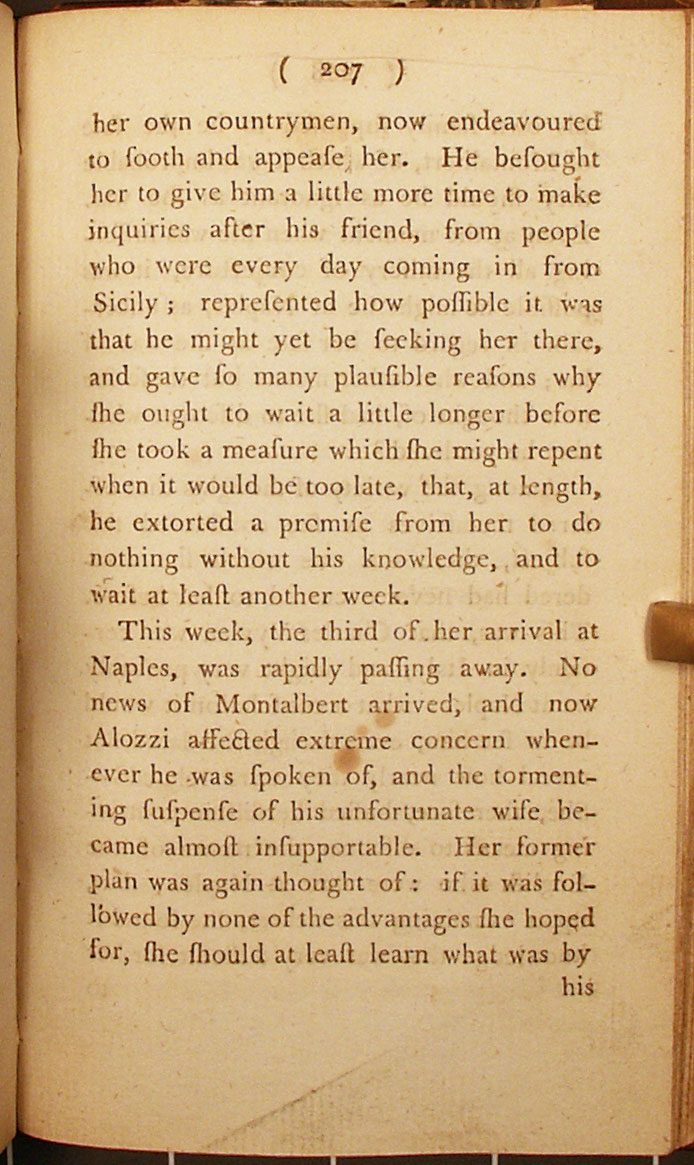 ( 207 )
her own countrymen, now endeavoured
to ſooth and appeaſe, her. He beſought
her to give him a little more time to make
inquiries after his friend, from people
who were every day coming in from
Sicily ; repreſented how poſſible it was
that he might yet be ſeeking her there,
and gave ſo many plauſible reaſons why
ſhe ought to wait a little longer before
ſhe took a meaſure which ſhe might repent
when it would be too late, that, at length,
he extorted a promiſe from her to do
nothing without his knowledge, and to
wait at leaſt another week.
This week, the third of her arrival at
Naples, was rapidly paſſing away. No
news of Montalbert arrived, and now
Alozzi affected extreme concern when-
ever he was ſpoken of, and the torment-
ing ſuſpenſe of his unfortunate wife be-
came almoſt inſupportable. Her former
plan was again thought of : if it was fol-
lowed by none of the advantages ſhe hoped
for, ſhe ſhould at leaſt learn what was by
his